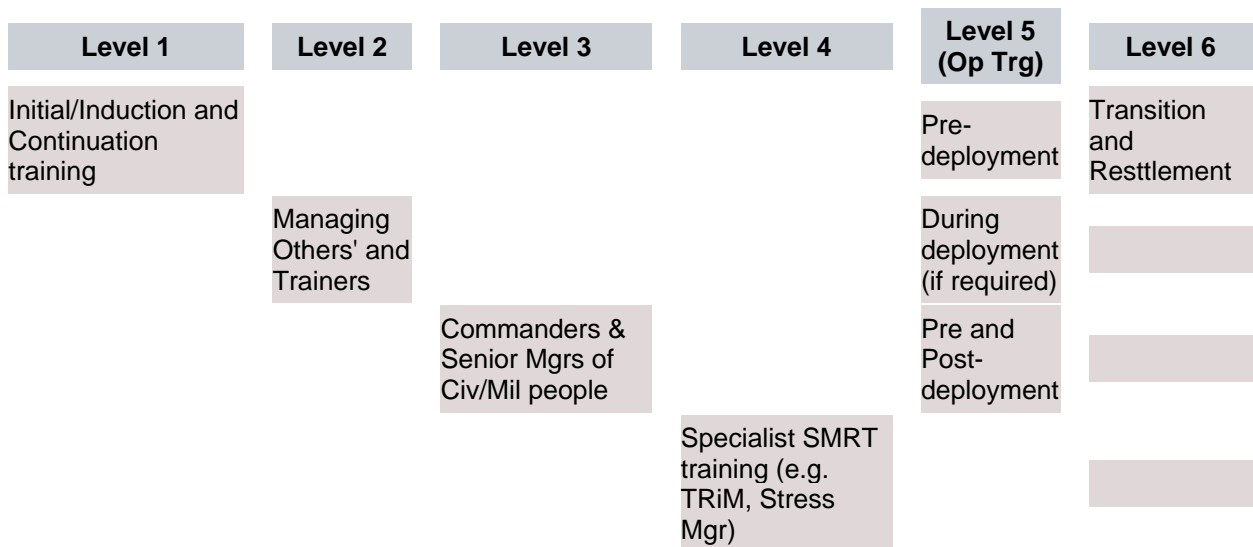 Level 1
Level 2
Level 3
Level 4
Level 5
(Op Trg)
Level 6
Initial/Induction and
Continuation
training
Pre-
deployment
Transition
and
Resttlement
Managing
Others' and
Trainers
During
deployment
(if required)
Commanders &
Senior Mgrs of
Civ/Mil people
Pre and
Post-
deployment
Specialist SMRT
training (e.g.
TRiM, Stress
Mgr)